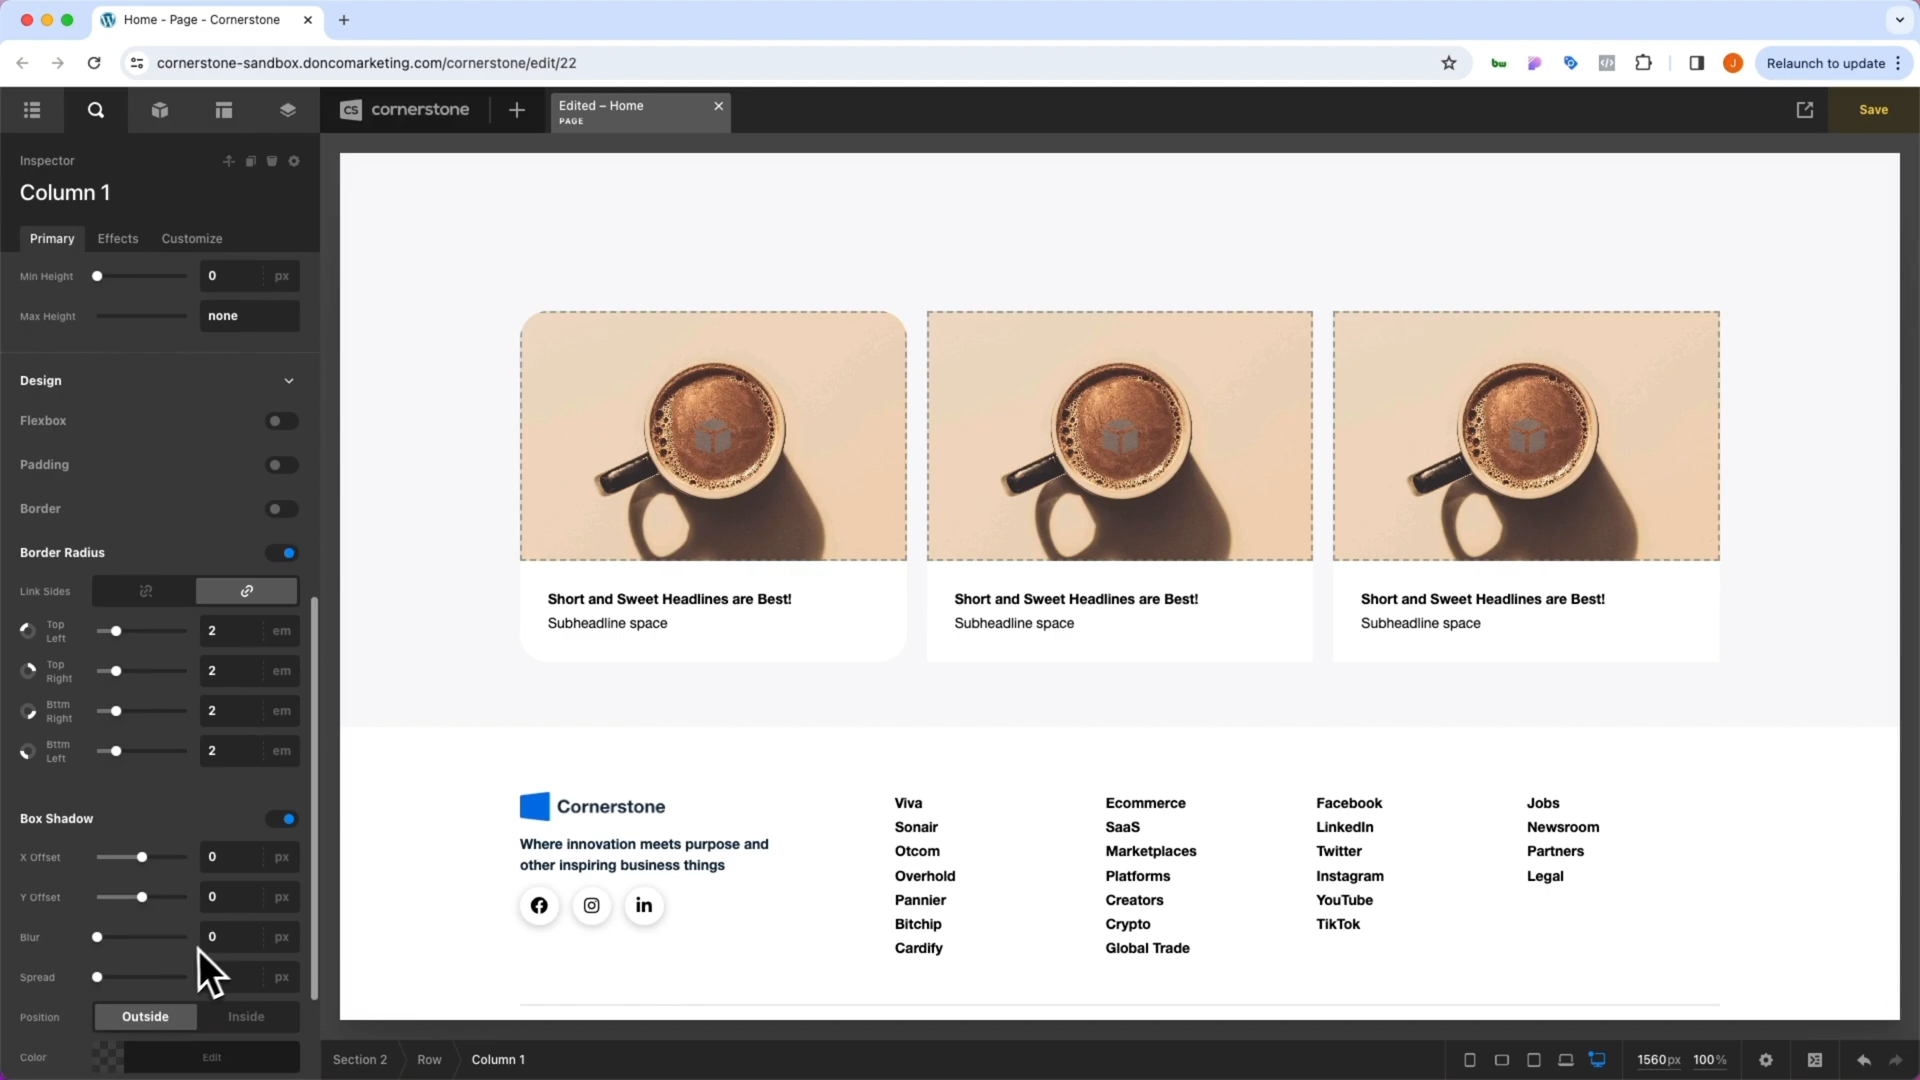 Home - Page - Cornerstone
cornerstone-sandbox.doncomarketing.com/cornerstone/edit/22
bw
J
Relaunch to update
CS cornerstone
Edited – Home
PAGE
Save
Inspector
Column 1
Primary Effects Customize
Min Height 0 px
Max Height none
Design
Flexbox
Padding
Border
Border Radius
Link Sides
Top Left 2 em
Top Right 2 em
Bttm Right 2 em
Bttm Left 2 em
Box Shadow
X Offset 0 px
Y Offset 0 px
Blur 0 px
Spread px
Position Outside Inside
Color Edit
Short and Sweet Headlines are Best!
Subheadline space
Short and Sweet Headlines are Best!
Subheadline space
Short and Sweet Headlines are Best!
Subheadline space
Cornerstone
Where innovation meets purpose and
other inspiring business things
in
Viva
Sonair
Otcom
Overhold
Pannier
Bitchip
Cardify
Ecommerce
SaaS
Marketplaces
Platforms
Creators
Crypto
Global Trade
Facebook
LinkedIn
Twitter
Instagram
YouTube
TikTok
Jobs
Newsroom
Partners
Legal
Section 2 Row Column 1
1560px 100%